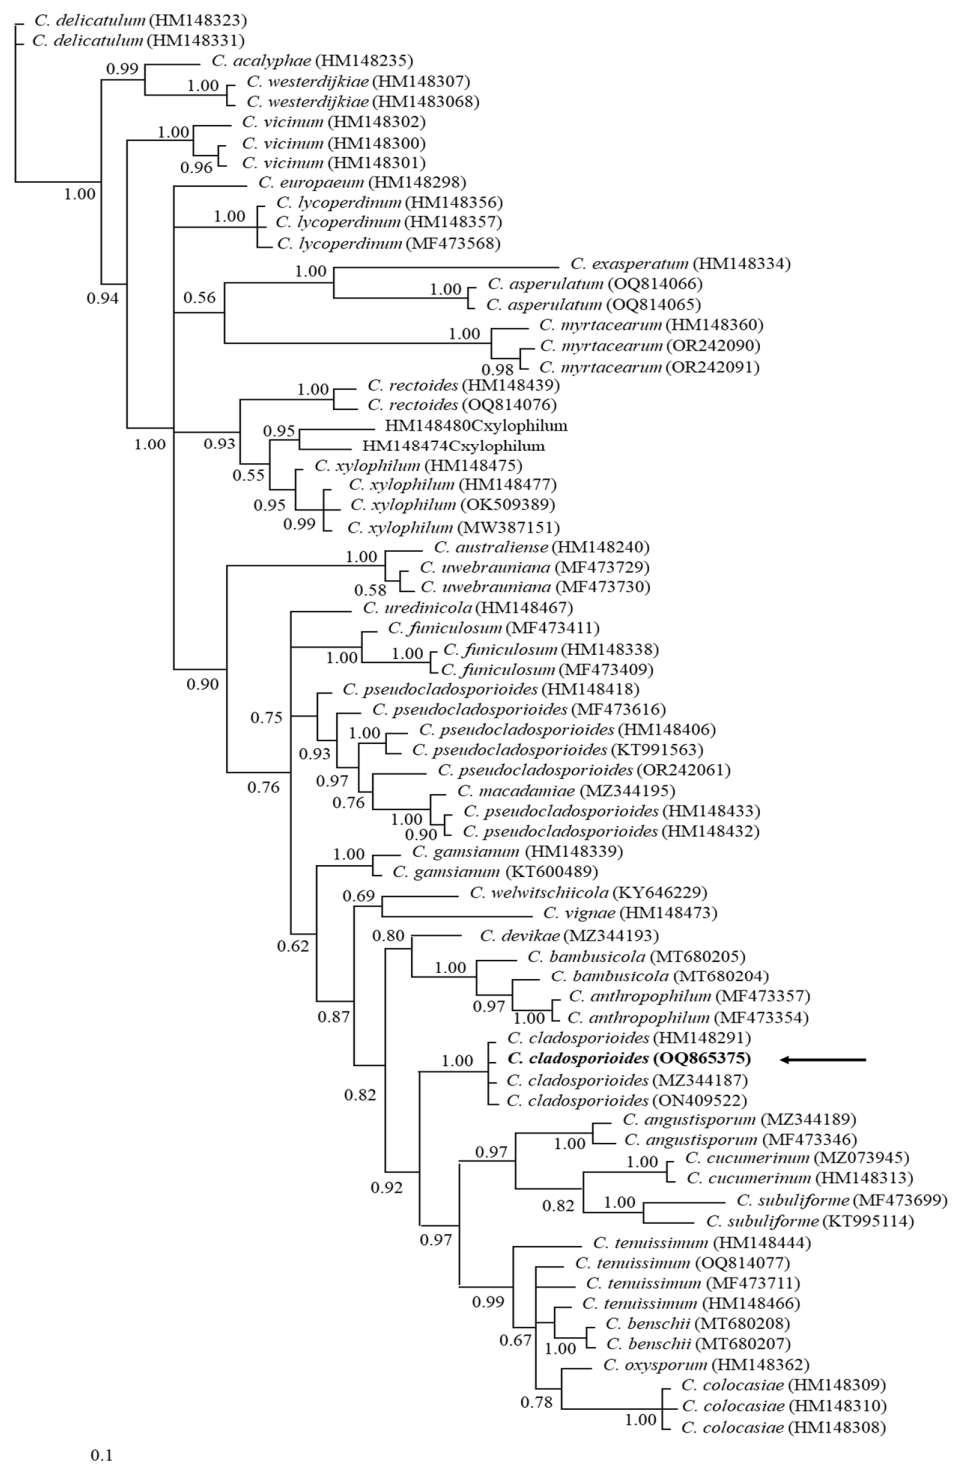 C. delicatulum (HM148323)
C. delicatulum (HM148331)
C. acalyphae (HM148235)
0.99
C. westerdijkiae (HM148307)
1.00
C. westerdijkiae (HM1483068)
C. vicinum (HM148302)
1.00
C. vicinum (HM148300)
C. vicinum (HM148301)
0.96
C. europaeum (HM148298)
1.00
C. lycoperdinum (HM148356)
1.00
C. lycoperdinum (HM148357)
C. lycoperdinum (MF473568)
C. exasperatum (HM148334)
1.00
C. asperulatum (OQ814066)
1.00
0.94
0.56
C. asperulatum (OQ814065)
C. myrtacearum (HM148360)
1.00
C. myrtacearum (OR242090)
C. myrtacearum (OR242091)
0.98
C. rectoides (HM148439)
1.00
C. rectoides (OQ814076)
HM148480Cxylophilum
0.95
1.00
0.93
HM148474Cxylophilum
C. xylophilum (HM148475)
0.55
C. xylophilum (HM148477)
0.95
C. xylophilum (OK509389)
0.99
C. xylophilum (MW387151)
C. australiense (HM148240)
1.00
C. uwebrauniana (MF473729)
C. uwebrauniana (MF473730)
0.58
C. uredinicola (HM148467)
C. funiculosum (MF473411)
C. funiculosum (HM148338)
1.00
1.00
C. funiculosum (MF473409)
0.90
C. pseudocladosporioides (HM148418)
C. pseudocladosporioides (MF473616)
0.75
C. pseudocladosporioides (HM148406)
1.00
C. pseudocladosporioides (KT991563)
0.93
C. pseudocladosporioides (OR242061)
0.97
0.76
C. macadamiae (MZ344195)
0.76
C. pseudocladosporioides (HM148433)
1.00
C. pseudocladosporioides (HM148432)
0.90
C. gamsianum (HM148339)
1.00
C. gamsianum (KT600489)
C. welwitschiicola (KY646229)
0.69
C. vignae (HM148473)
C. devikae (MZ344193)
0.80
0.62
C. bambusicola (MT680205)
1.00
C. bambusicola (MT680204)
C. anthropophilum (MF473357)
0.97
C. anthropophilum (MF473354)
1.00
0.87
C. cladosporioides (HM148291)
C. cladosporioides (OQ865375)
1.00
C. cladosporioides (MZ344187)
0.82
C. cladosporioides (ON409522)
C. angustisporum (MZ344189)
C. angustisporum (MF473346)
1.00
0.97
C. cucumerinum (MZ073945)
1.00
C. cucumerinum (HM148313)
0.92
C. subuliforme (MF473699)
0.82
1.00
C. subuliforme (KT995114)
0.97
C. tenuissimum (HM148444)
C. tenuissimum (OQ814077)
C. tenuissimum (MF473711)
0.99
C. tenuissimum (HM148466)
C. benschii (MT680208)
0.67
C. benschii (MT680207)
1.00
C. oxysporum (HM148362)
C. colocasiae (HM148309)
0.78
C. colocasiae (HM148310)
1.00
C. colocasiae (HM148308)
0.1